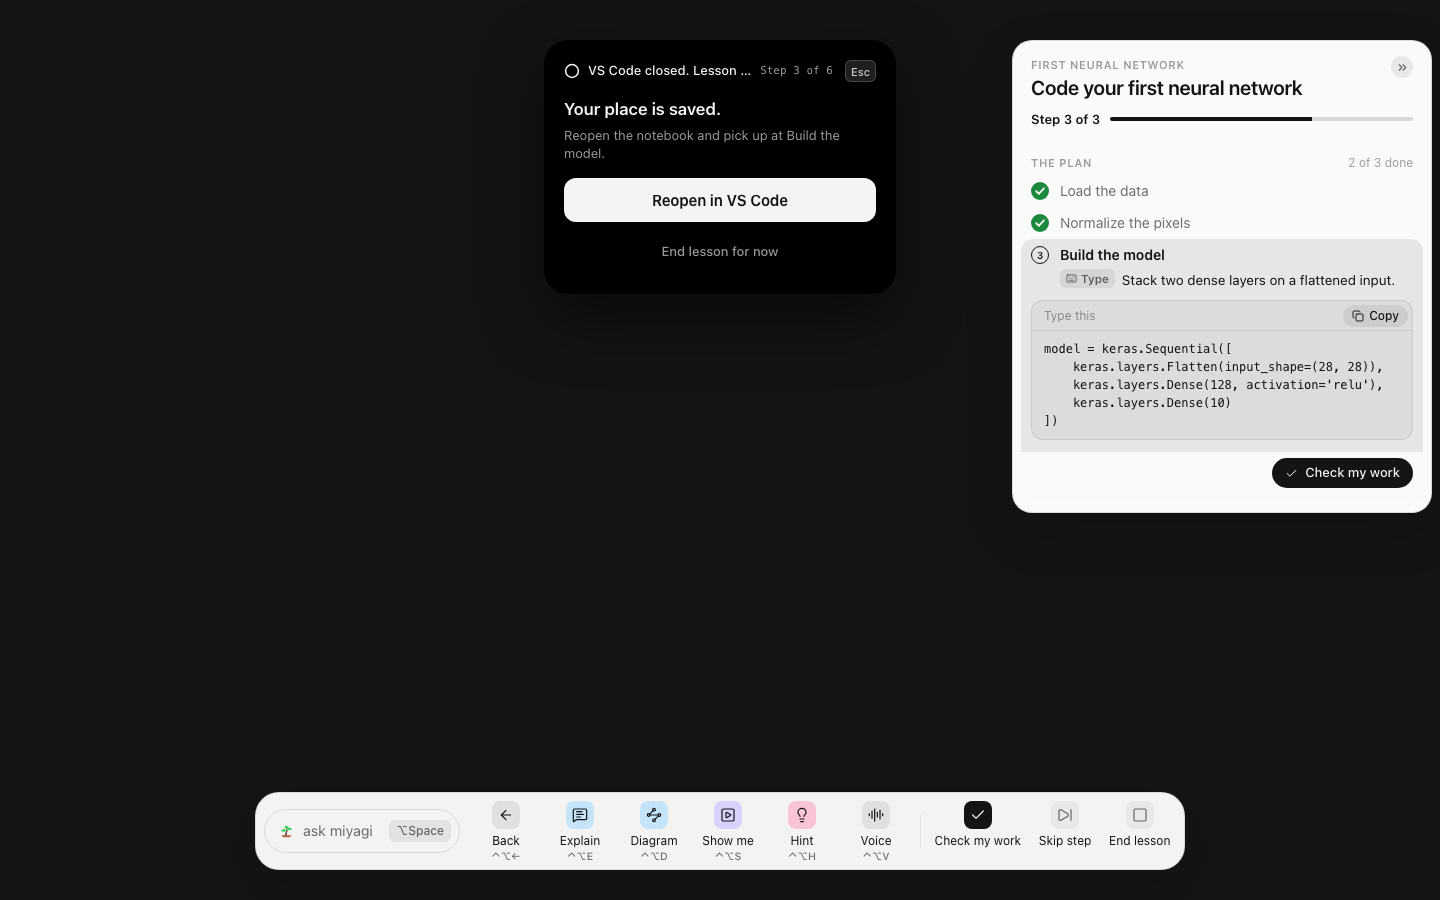 VS Code closed. Lesson ... Step 3 of 6 Esc
Your place is saved.
Reopen the notebook and pick up at Build the
model.
Reopen in VS Code
End lesson for now
FIRST NEURAL NETWORK
Code your first neural network
Step 3 of 3
THE PLAN 2 of 3 done
Load the data
Normalize the pixels
3 Build the model
Type Stack two dense layers on a flattened input.
Type this Copy
model = keras.Sequential([
    keras.layers.Flatten(input_shape=(28, 28)),
    keras.layers.Dense(128, activation='relu'),
    keras.layers.Dense(10)
])
Check my work
ask miyagi ⌥Space
Back Explain Diagram Show me Hint Voice Check my work Skip step End lesson
^⌥← ^⌥E ^⌥D ^⌥S ^⌥H ^⌥V